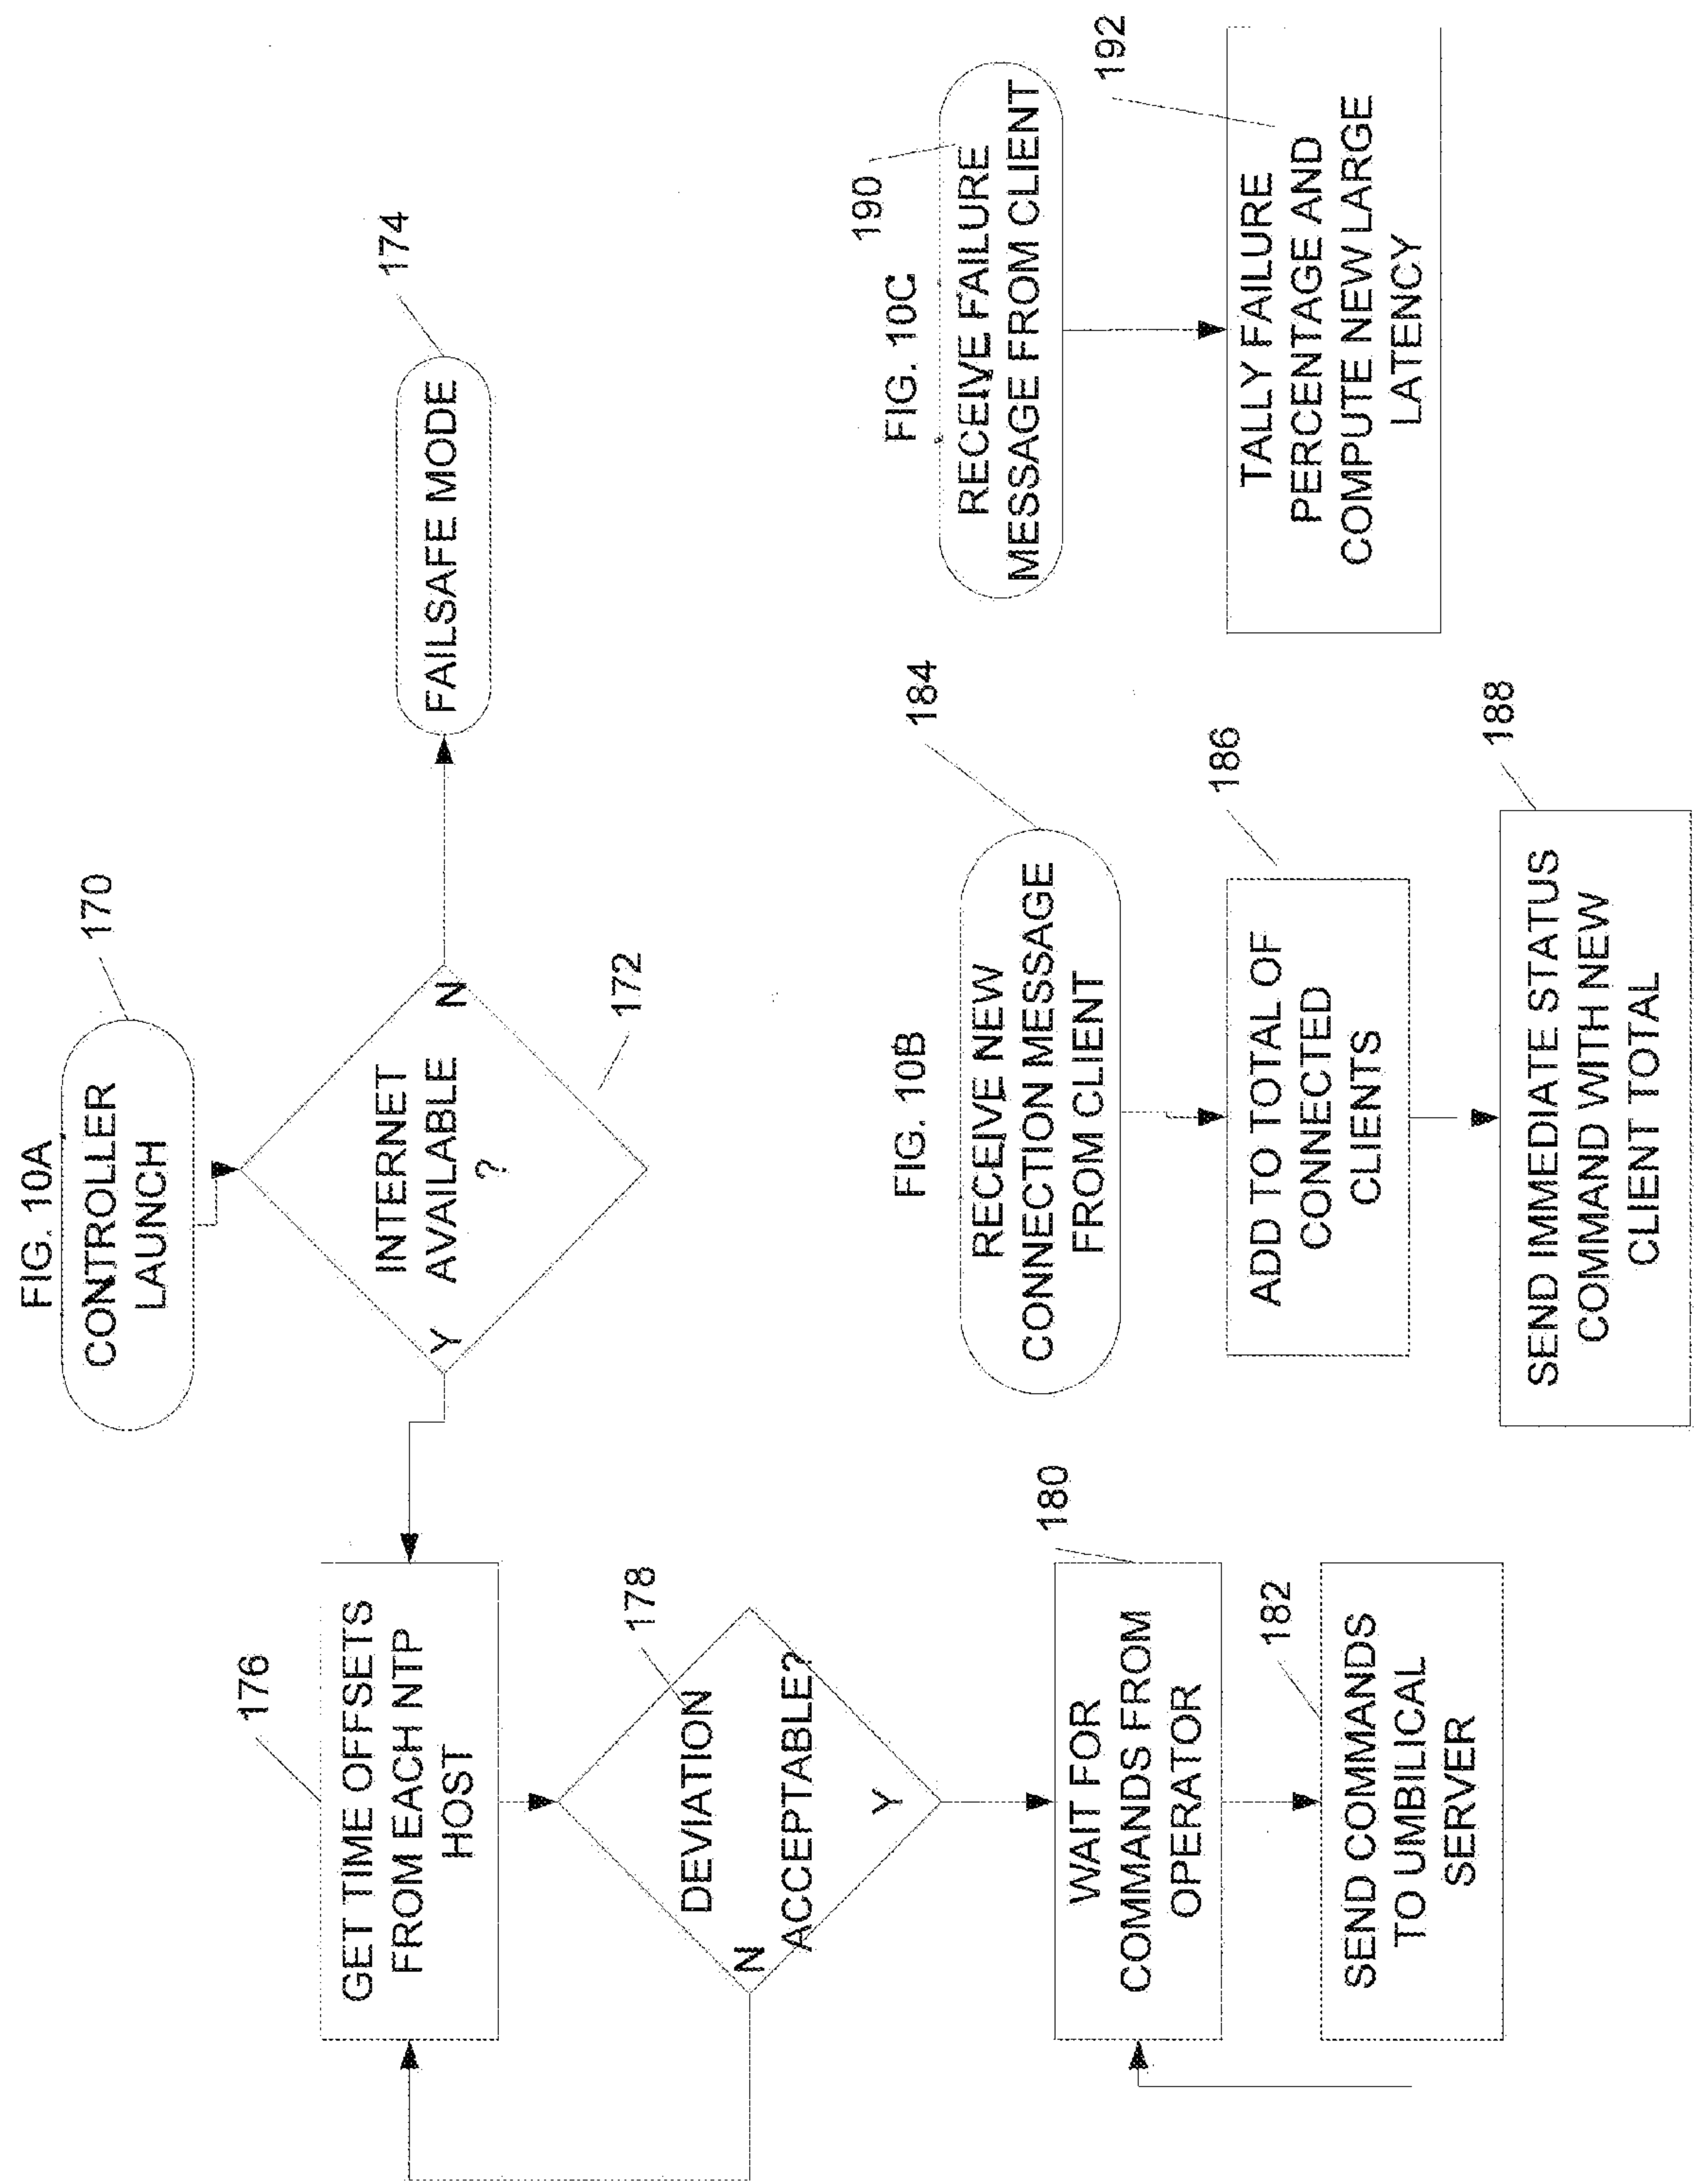 FIG. 10A
CONTROLLER
LAUNCH
170
INTERNET
AVAILABLE
?
Y
N
172
FAILSAFE MODE
174
GET TIME OFFSETS
FROM EACH NTP
HOST
176
DEVIATION
ACCEPTABLE?
N
Y
178
WAIT FOR
COMMANDS FROM
OPERATOR
180
SEND COMMANDS
TO UMBILICAL
SERVER
182
FIG. 10B
RECEIVE NEW
CONNECTION MESSAGE
FROM CLIENT
184
ADD TO TOTAL OF
CONNECTED
CLIENTS
186
SEND IMMEDIATE STATUS
COMMAND WITH NEW
CLIENT TOTAL
188
FIG. 10C
190
RECEIVE FAILURE
MESSAGE FROM CLIENT
192
TALLY FAILURE
PERCENTAGE AND
COMPUTE NEW LARGE
LATENCY